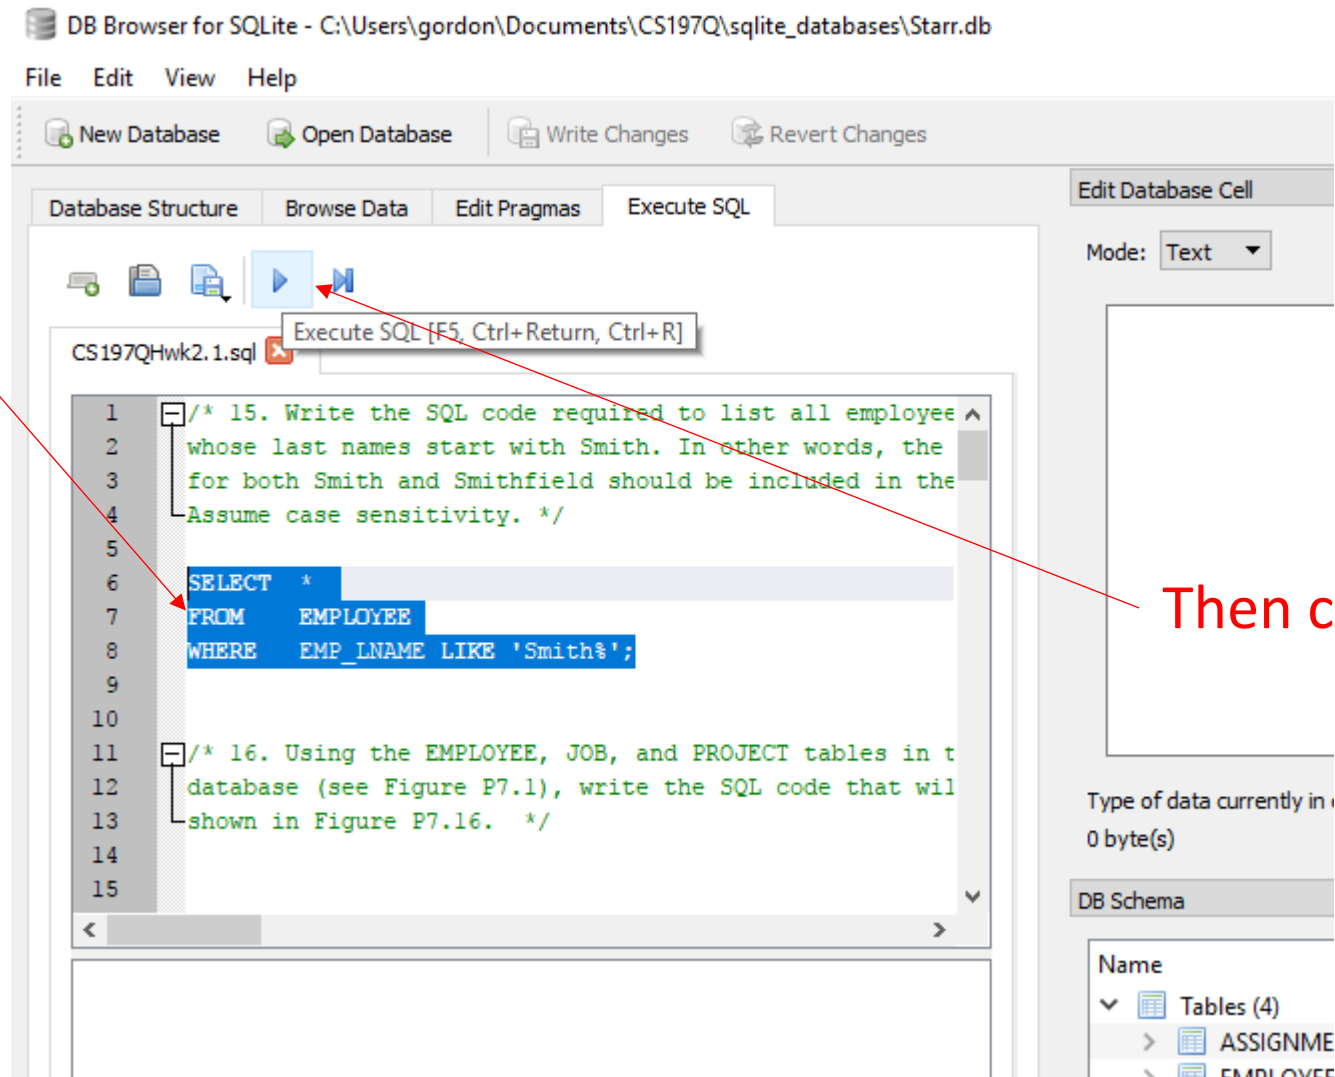 DB Browser for SQLite - C:\Users\gordon\Documents\CS197Q\sqlite_databases\Starr.db
File Edit View Help
New Database Open Database Write Changes Revert Changes
Database Structure Browse Data Edit Pragmas Execute SQL
Edit Database Cell
Mode: Text
Execute SQL [F5, Ctrl+Return, Ctrl+R]
CS197QHwk2.1.sql
1 /* 15. Write the SQL code required to list all employee
2 whose last names start with Smith. In other words, the
3 for both Smith and Smithfield should be included in the
4 Assume case sensitivity. */
5
6 SELECT *
7 FROM EMPLOYEE
8 WHERE EMP_LNAME LIKE 'Smith%';
9
10
11 /* 16. Using the EMPLOYEE, JOB, and PROJECT tables in t
12 database (see Figure P7.1), write the SQL code that wil
13 shown in Figure P7.16. */
14
15
Then c
Type of data currently in
0 byte(s)
DB Schema
Name
Tables (4)
ASSIGNME
EMPLOYEE